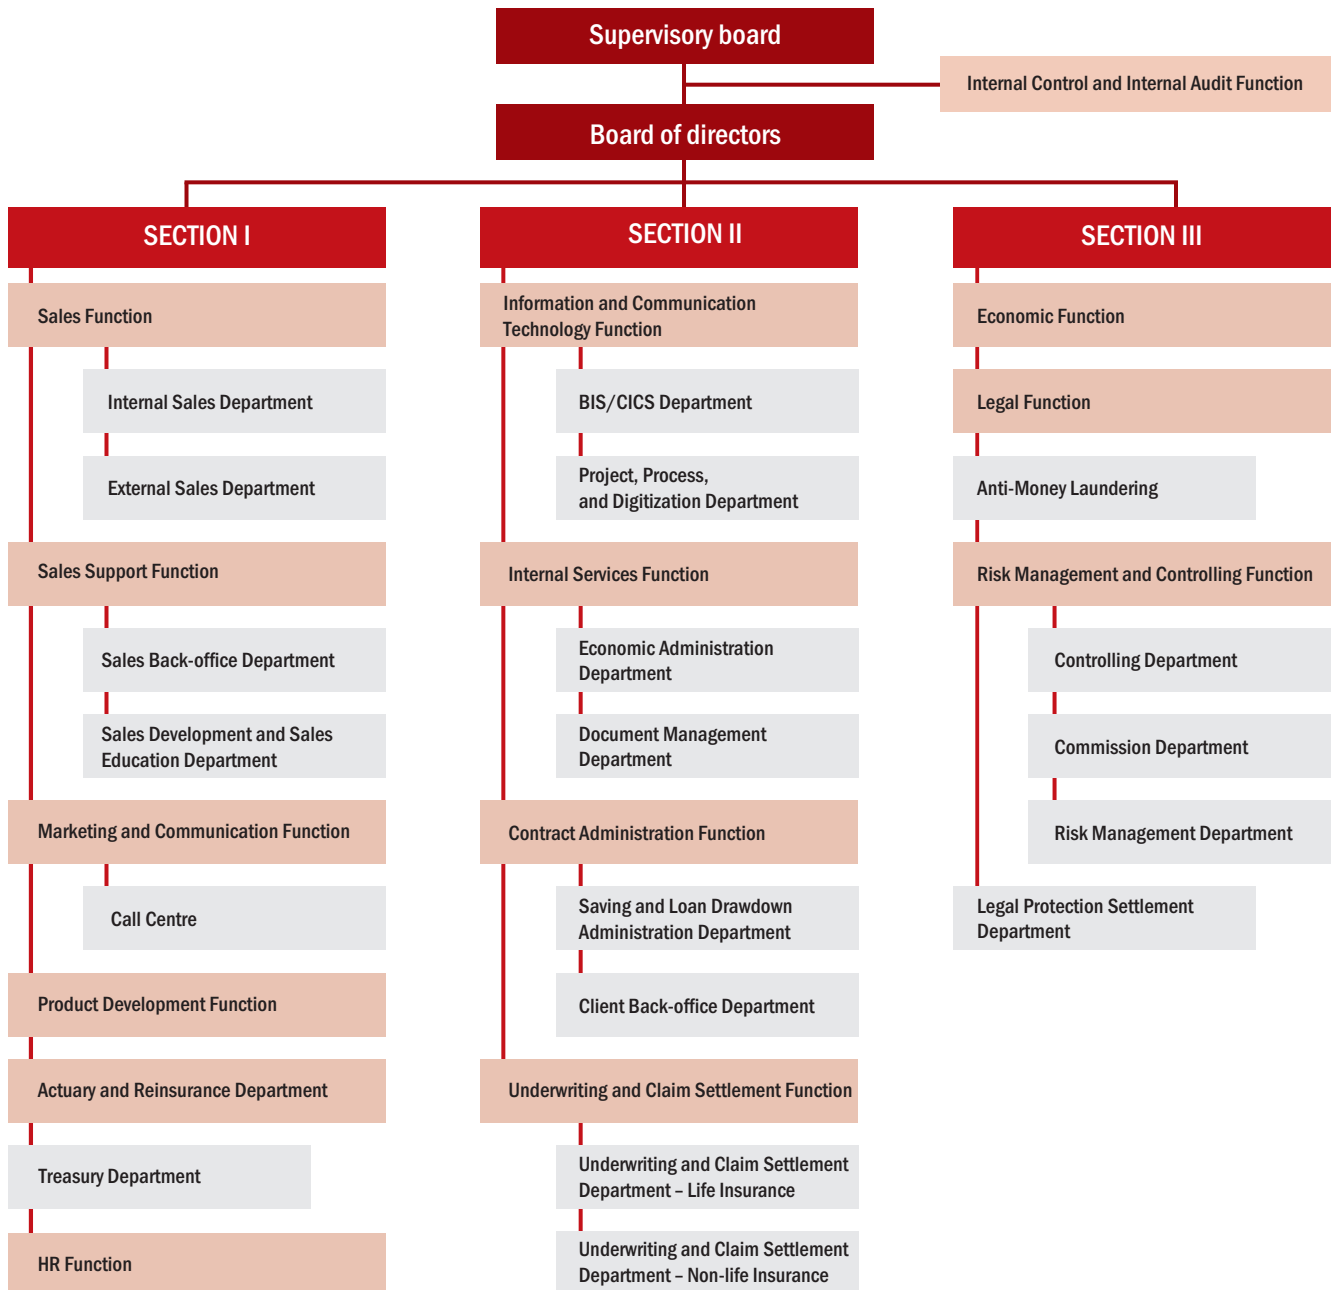 Supervisory board
Internal Control and Internal Audit Function
Board of directors
SECTION I
Sales Function
Internal Sales Department
External Sales Department
Sales Support Function
Sales Back-office Department
Sales Development and Sales
Education Department
Marketing and Communication Function
Call Centre
Product Development Function
Actuary and Reinsurance Department
Treasury Department
HR Function
SECTION II
Information and Communication
Technology Function
BIS/CICS Department
Project, Process,
and Digitization Department
Internal Services Function
Economic Administration
Department
Document Management
Department
Contract Administration Function
Saving and Loan Drawdown
Administration Department
Client Back-office Department
Underwriting and Claim Settlement Function
Underwriting and Claim Settlement
Department – Life Insurance
Underwriting and Claim Settlement
Department – Non-life Insurance
SECTION III
Economic Function
Legal Function
Anti-Money Laundering
Risk Management and Controlling Function
Controlling Department
Commission Department
Risk Management Department
Legal Protection Settlement
Department